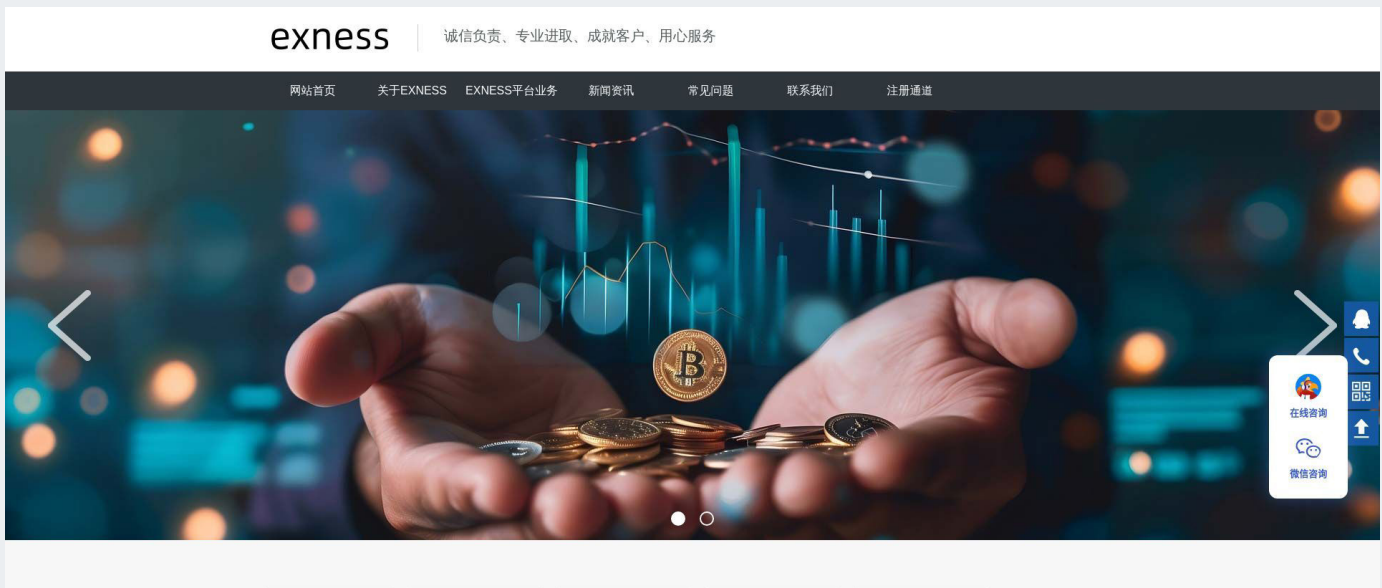 exness
诚信负责、专业进取、成就客户、用心服务
网站首页 关于EXNESS EXNESS平台业务 新闻资讯 常见问题 联系我们 注册通道
B
在线咨询
微信咨询